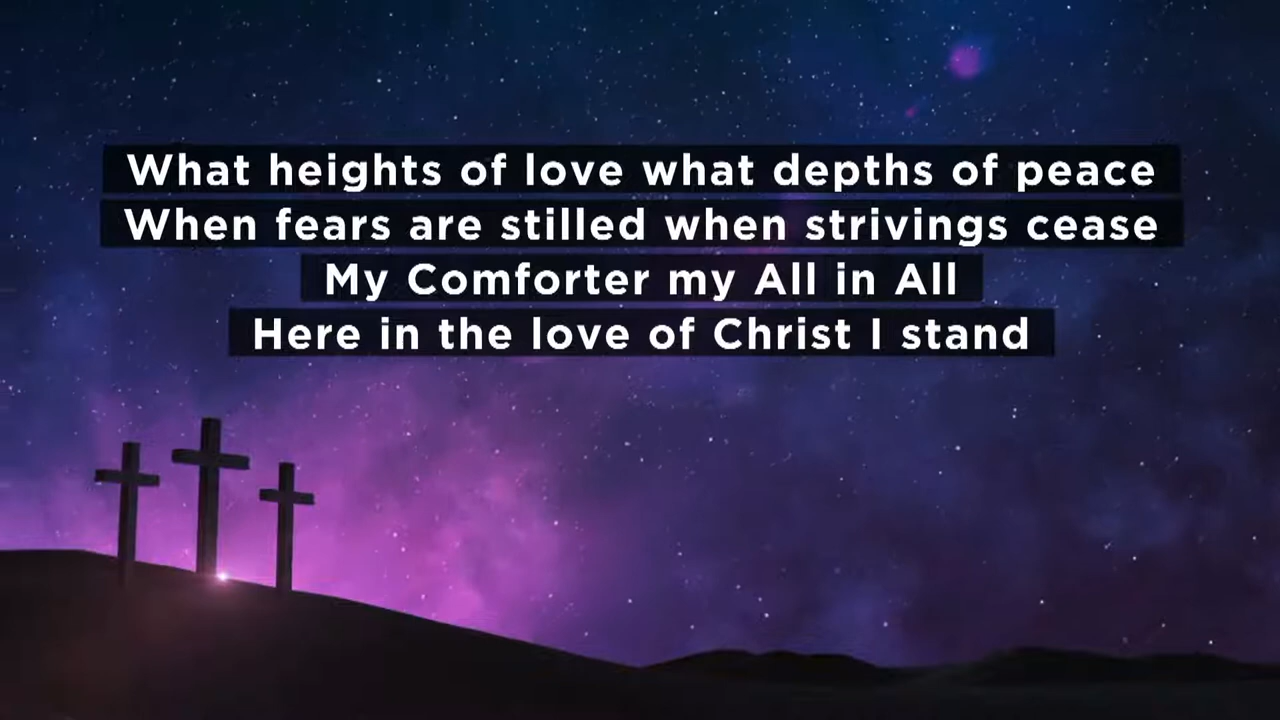 What heights of love what depths of peace
When fears are stilled when strivings cease
My Comforter my All in All
Here in the love of Christ I stand